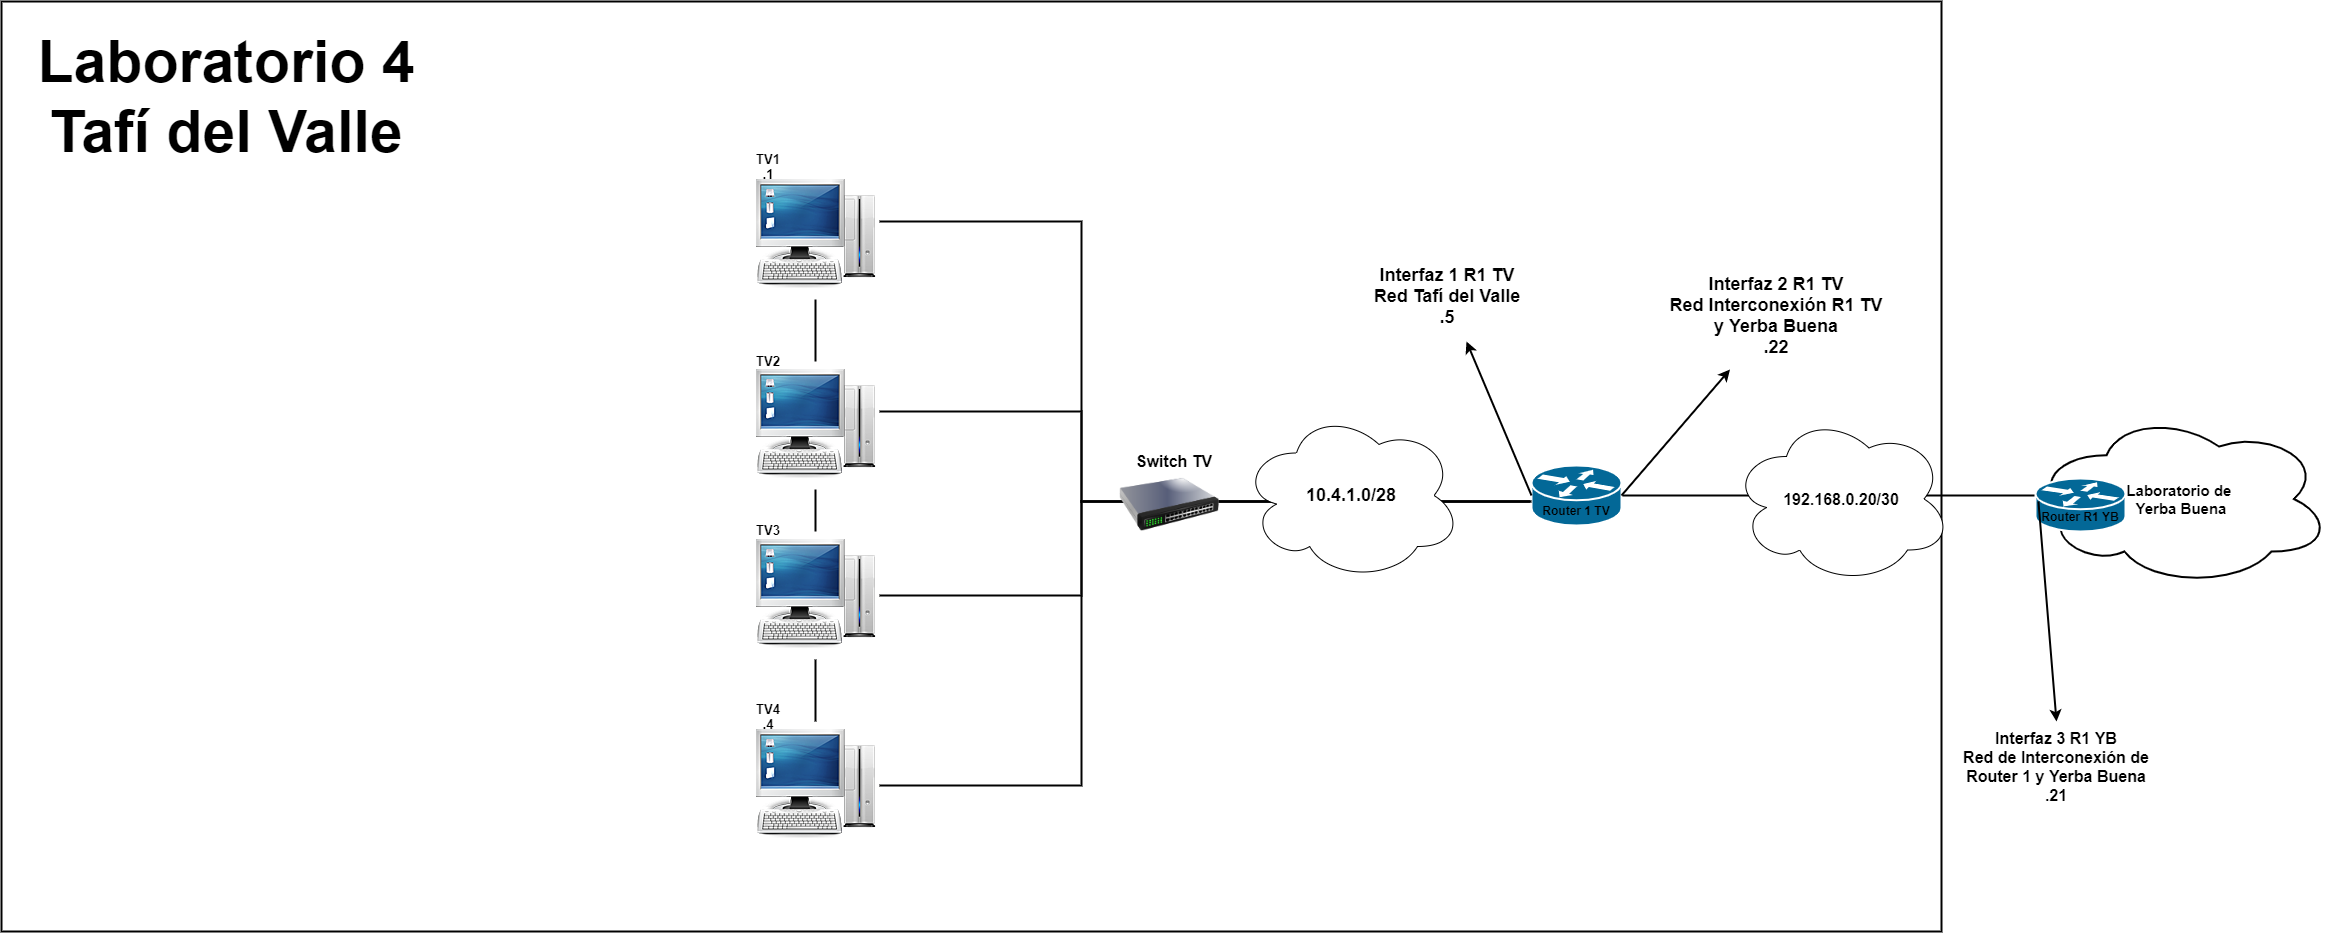 Laboratorio 4
Tafí del Valle
TV1
.1
TV2
TV3
TV4
.4
Switch TV
10.4.1.0/28
Interfaz 1 R1 TV
Red Tafí del Valle
.5
Router 1 TV
Interfaz 2 R1 TV
Red Interconexión R1 TV
y Yerba Buena
.22
192.168.0.20/30
Router R1 YB
Laboratorio de
Yerba Buena
Interfaz 3 R1 YB
Red de Interconexión de
Router 1 y Yerba Buena
.21